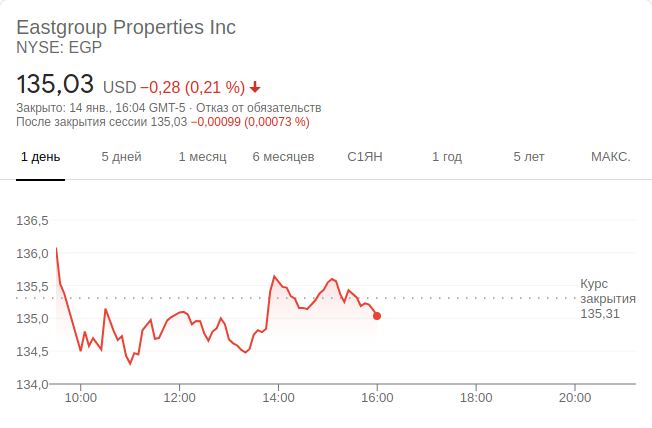 Eastgroup Properties Inc
NYSE: EGP
135,03 USD −0,28 (0,21 %)
Закрыто: 14 янв., 16:04 GMT-5 · Отказ от обязательств
После закрытия сессии 135,03 −0,00099 (0,00073 %)
1 день 5 дней 1 месяц 6 месяцев С1ЯН 1 год 5 лет МАКС.
136,5
136,0
135,5
135,0
134,5
134,0
Курс
закрытия
135,31
10:00 12:00 14:00 16:00 18:00 20:00